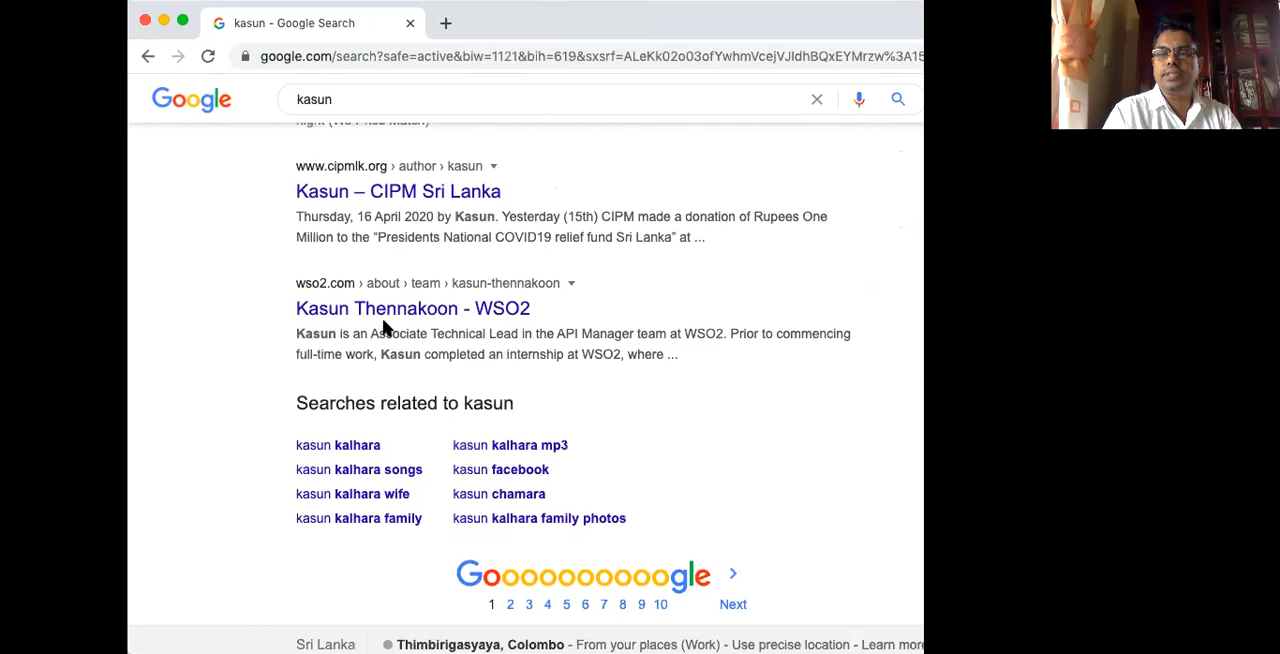 kasun - Google Search
google.com/search?safe=active&biw=1121&bih=619&sxsrf=ALeKk02o03ofYwhmVcejVJIdhBQxEYMrzw%3A15
Google
kasun
www.cipmlk.org › author › kasun
Kasun – CIPM Sri Lanka
Thursday, 16 April 2020 by Kasun. Yesterday (15th) CIPM made a donation of Rupees One
Million to the "Presidents National COVID19 relief fund Sri Lanka" at ...
wso2.com › about › team › kasun-thennakoon
Kasun Thennakoon - WSO2
Kasun is an Associate Technical Lead in the API Manager team at WSO2. Prior to commencing
full-time work, Kasun completed an internship at WSO2, where ...
Searches related to kasun
kasun kalhara kasun kalhara mp3
kasun kalhara songs kasun facebook
kasun kalhara wife kasun chamara
kasun kalhara family kasun kalhara family photos
Goooooooooogle
1 2 3 4 5 6 7 8 9 10 Next
Sri Lanka Thimbirigasyaya, Colombo - From your places (Work) - Use precise location - Learn more